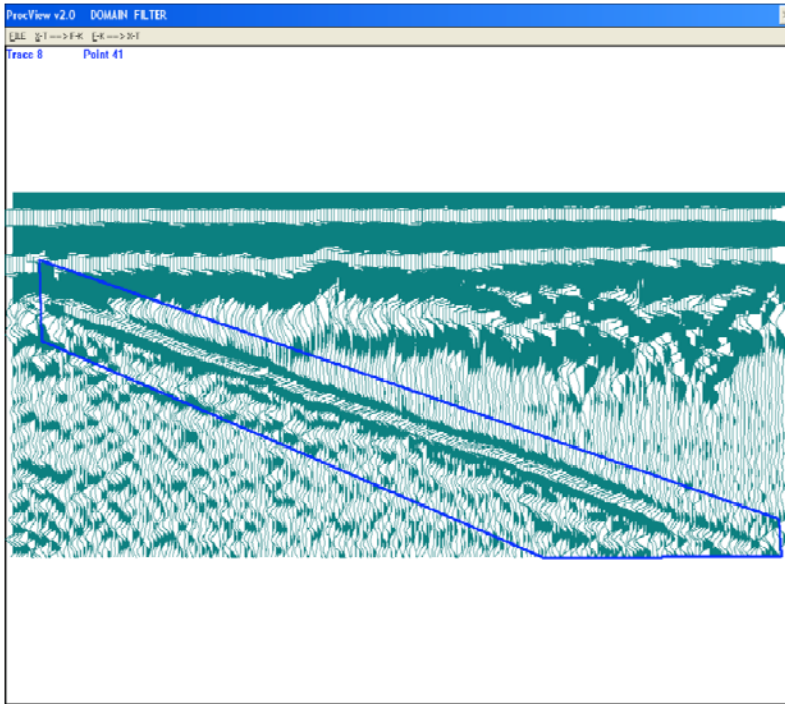 ProcView v2.0 DOMAIN FILTER
FILE X-T ==> F-K F-K ==> X-T
Trace 8 Point 41